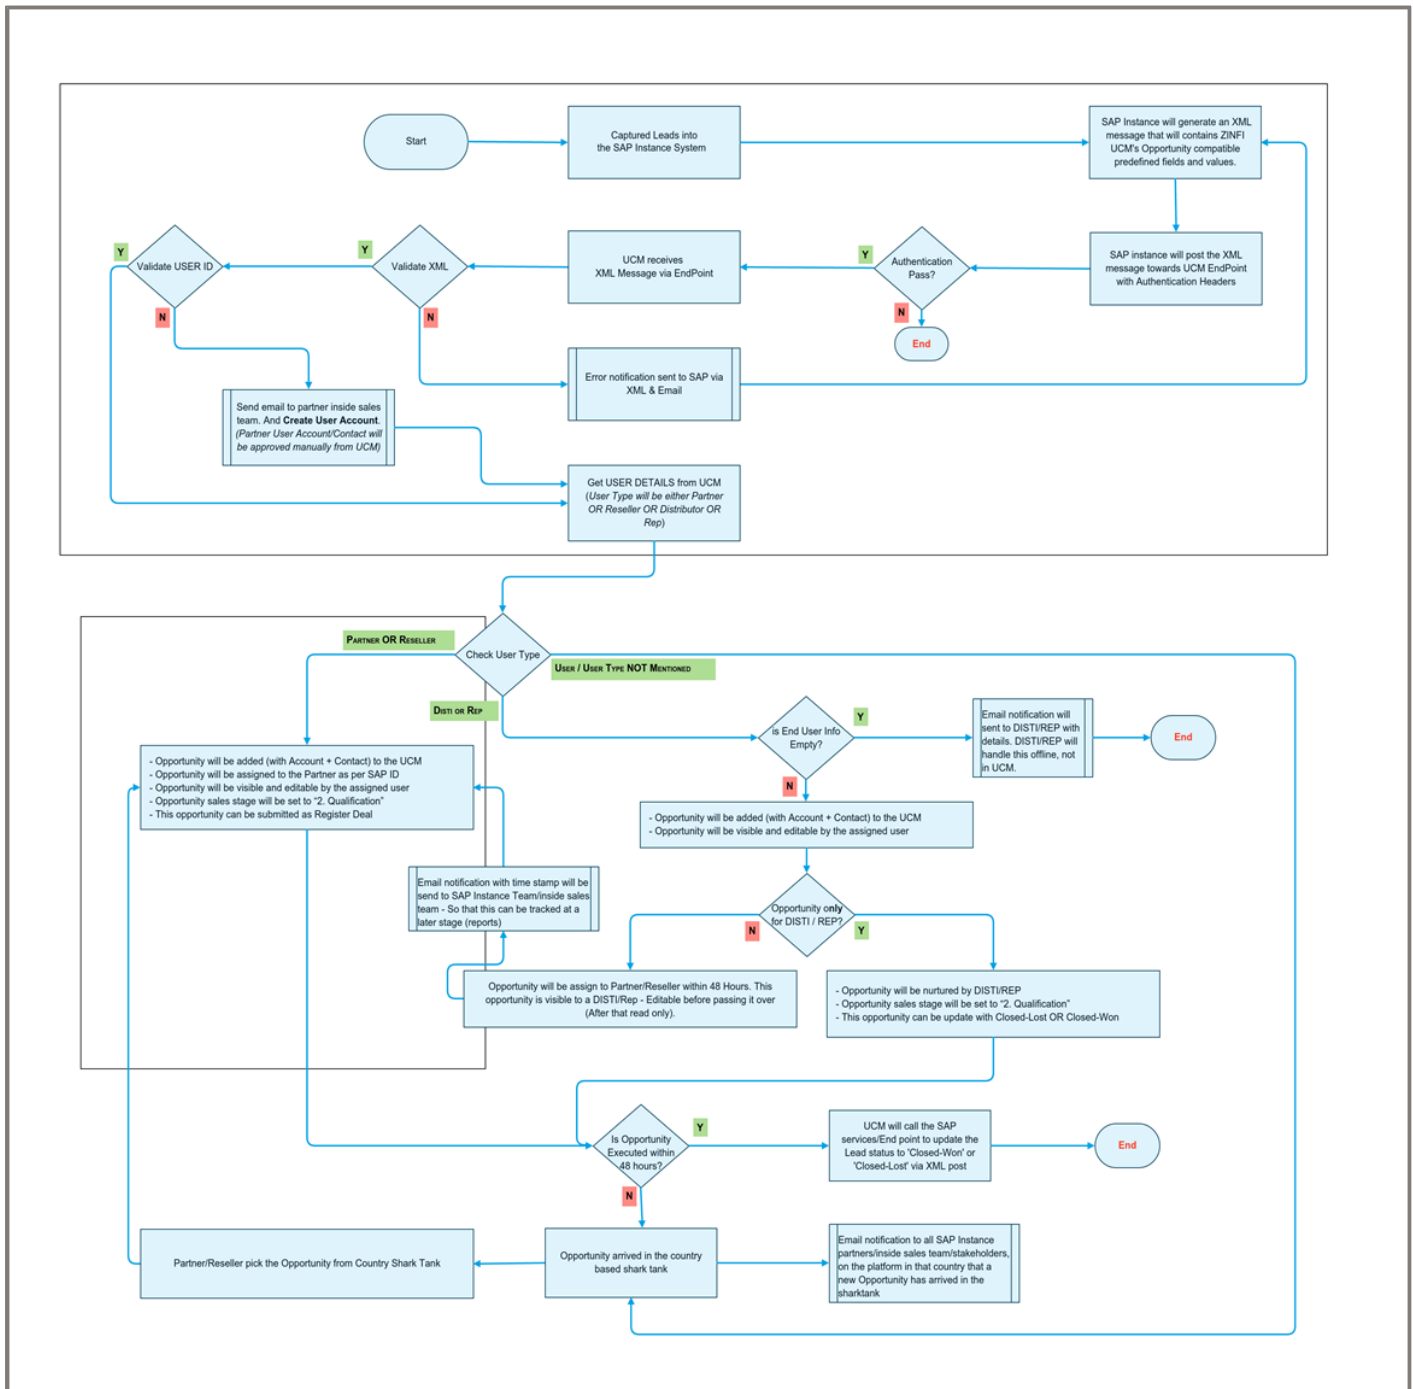 Start
Captured Leads into
the SAP Instance System
SAP Instance will generate an XML
message that will contains ZINFI
UCM's Opportunity compatible
predefined fields and values.
Y
Validate USER ID
N
Y
Validate XML
N
UCM receives
XML Message via EndPoint
Y
Authentication
Pass?
N
End
SAP instance will post the XML
message towards UCM EndPoint
with Authentication Headers
Error notification sent to SAP via
XML & Email
Send email to partner inside sales
team. And Create User Account.
(Partner User Account/Contact will
be approved manually from UCM)
Get USER DETAILS from UCM
(User Type will be either Partner
OR Reseller OR Distributor OR
Rep)
Partner OR Reseller
Check User Type
User / User Type NOT Mentioned
Disti or Rep
is End User Info
Empty?
Y
N
Email notification will
sent to DISTI/REP with
details. DISTI/REP will
handle this offline, not
in UCM.
End
- Opportunity will be added (with Account + Contact) to the UCM
- Opportunity will be assigned to the Partner as per SAP ID
- Opportunity will be visible and editable by the assigned user
- Opportunity sales stage will be set to “2. Qualification”
- This opportunity can be submitted as Register Deal
- Opportunity will be added (with Account + Contact) to the UCM
- Opportunity will be visible and editable by the assigned user
Email notification with time stamp will be
send to SAP Instance Team/inside sales
team - So that this can be tracked at a
later stage (reports)
Opportunity only
for DISTI / REP?
N
Y
Opportunity will be assign to Partner/Reseller within 48 Hours. This
opportunity is visible to a DISTI/Rep - Editable before passing it over
(After that read only).
- Opportunity will be nurtured by DISTI/REP
- Opportunity sales stage will be set to “2. Qualification”
- This opportunity can be update with Closed-Lost OR Closed-Won
Is Opportunity
Executed within
48 hours?
Y
N
UCM will call the SAP
services/End point to update the
Lead status to 'Closed-Won' or
'Closed-Lost' via XML post
End
Partner/Reseller pick the Opportunity from Country Shark Tank
Opportunity arrived in the country
based shark tank
Email notification to all SAP Instance
partners/inside sales team/stakeholders,
on the platform in that country that a
new Opportunity has arrived in the
sharktank